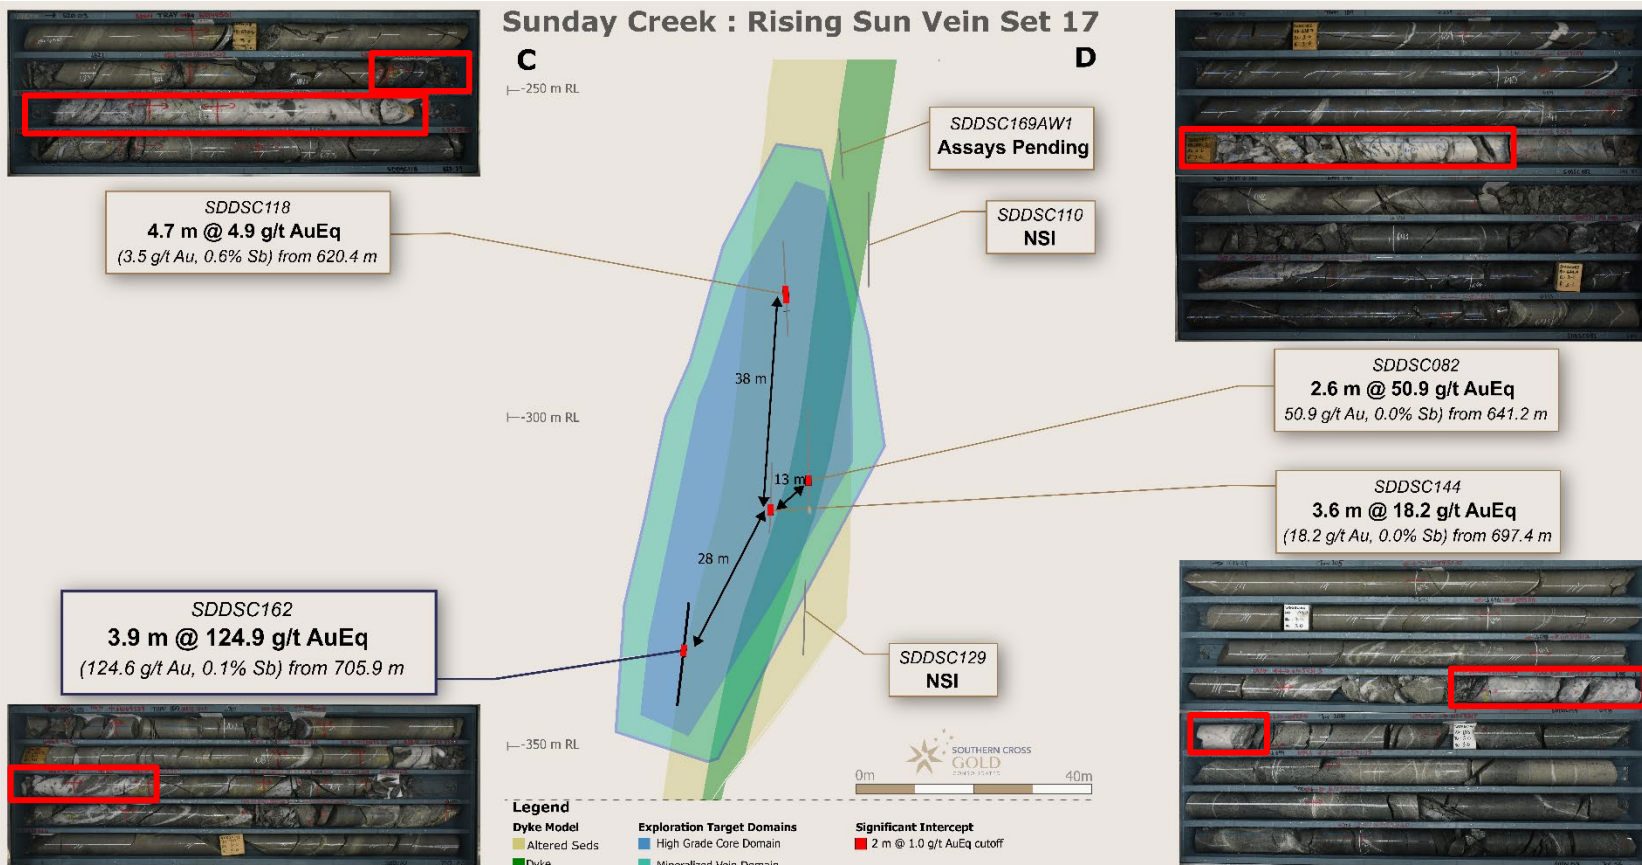 Sunday Creek : Rising Sun Vein Set 17
C
D
-250 m RL
SDDSC169AW1
Assays Pending
SDDSC118
4.7 m @ 4.9 g/t AuEq
(3.5 g/t Au, 0.6% Sb) from 620.4 m
SDDSC110
NSI
38 m
SDDSC082
2.6 m @ 50.9 g/t AuEq
50.9 g/t Au, 0.0% Sb) from 641.2 m
-300 m RL
13 m
SDDSC144
3.6 m @ 18.2 g/t AuEq
(18.2 g/t Au, 0.0% Sb) from 697.4 m
28 m
SDDSC162
3.9 m @ 124.9 g/t AuEq
(124.6 g/t Au, 0.1% Sb) from 705.9 m
SDDSC129
NSI
-350 m RL
SOUTHERN CROSS
GOLD
CONSOLIDATED
0m
40m
Legend
Dyke Model
Altered Seds
Dyke
Exploration Target Domains
High Grade Core Domain
Mineralized Vein Domain
Significant Intercept
2 m @ 1.0 g/t AuEq cutoff